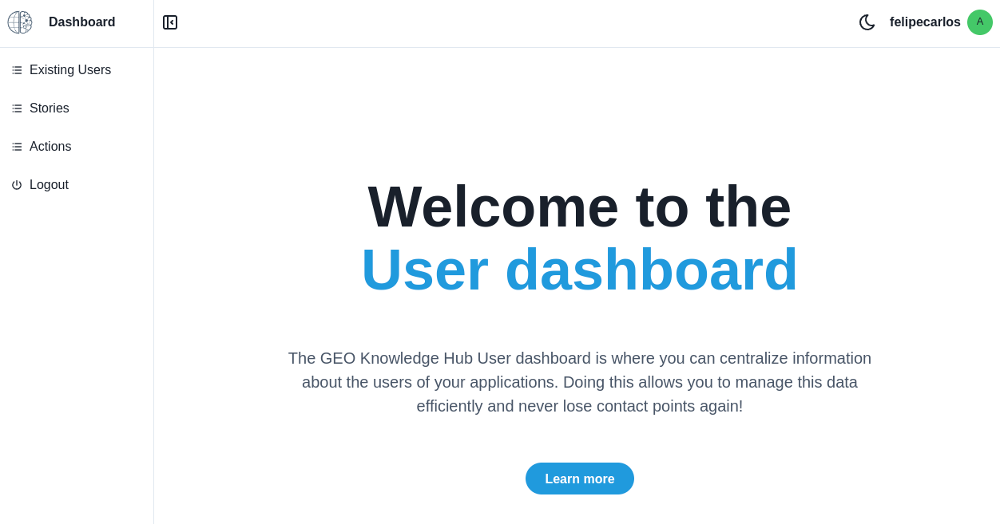 Dashboard
felipecarlos
A
Existing Users
Stories
Actions
Logout
Welcome to the
User dashboard
The GEO Knowledge Hub User dashboard is where you can centralize information
about the users of your applications. Doing this allows you to manage this data
efficiently and never lose contact points again!
Learn more